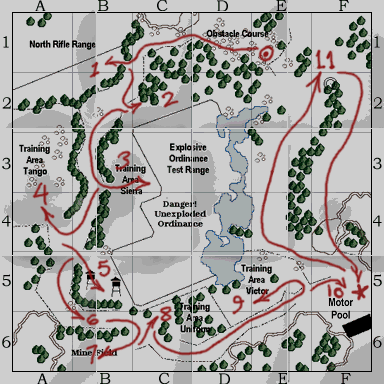 A B C D E F
1 North Rifle Range Obstacle Course 1
1 11
2 2 2
Training
Area
Tango
3
Training
Area
Sierra
Explosive
Ordinance
Test Range
3 3
4
Danger!
Unexploded
Ordinance
4 4
5
Training
Area
Victor
5 5
9
10
Motor
Pool
6
8
Training
Area
Uniform
7
Mine Field
6 6
A B C D E F